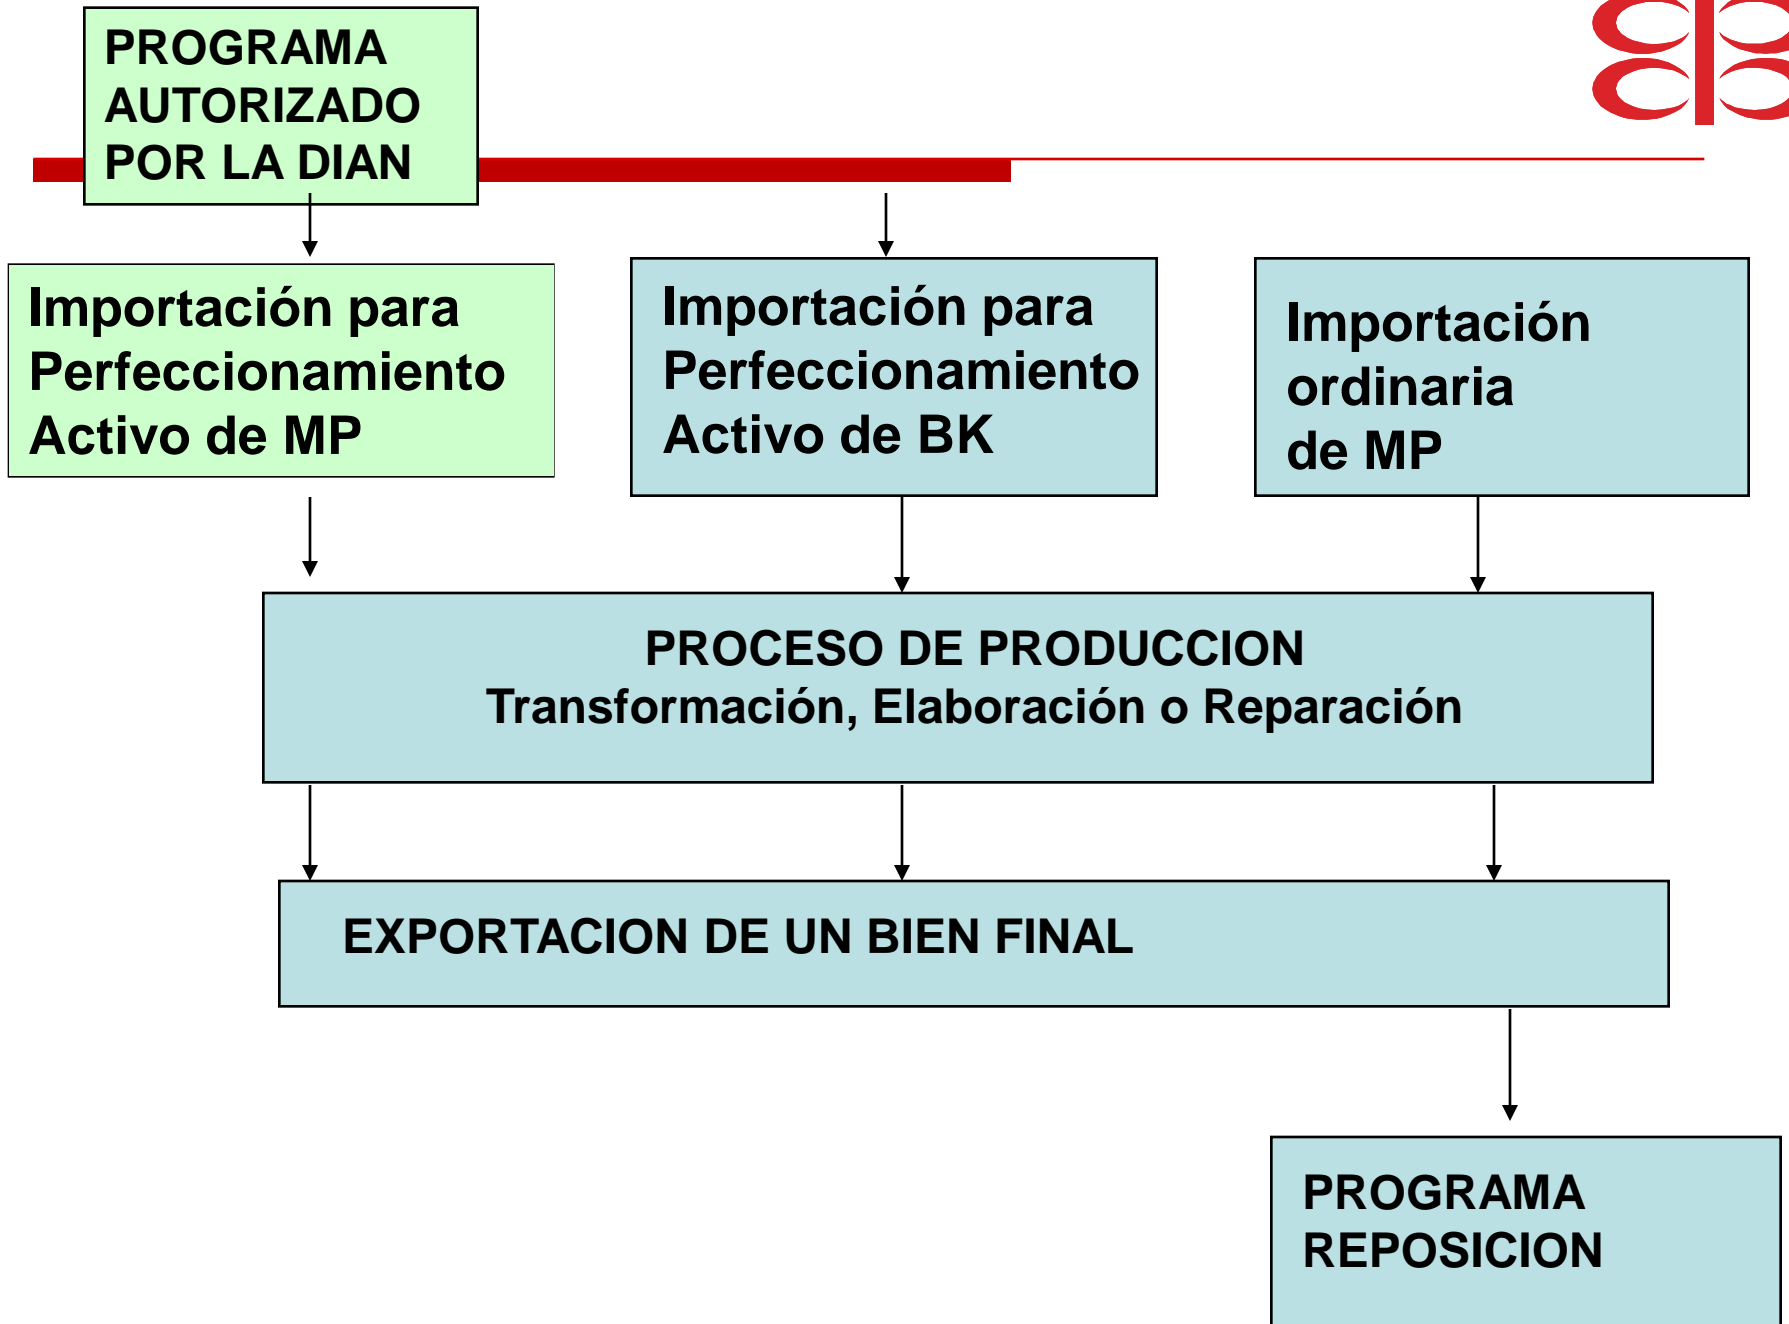 PROGRAMA
AUTORIZADO
POR LA DIAN
Importación para
Perfeccionamiento
Activo de MP
Importación para
Perfeccionamiento
Activo de BK
Importación
ordinaria
de MP
PROCESO DE PRODUCCION
Transformación, Elaboración o Reparación
EXPORTACION DE UN BIEN FINAL
PROGRAMA
REPOSICION